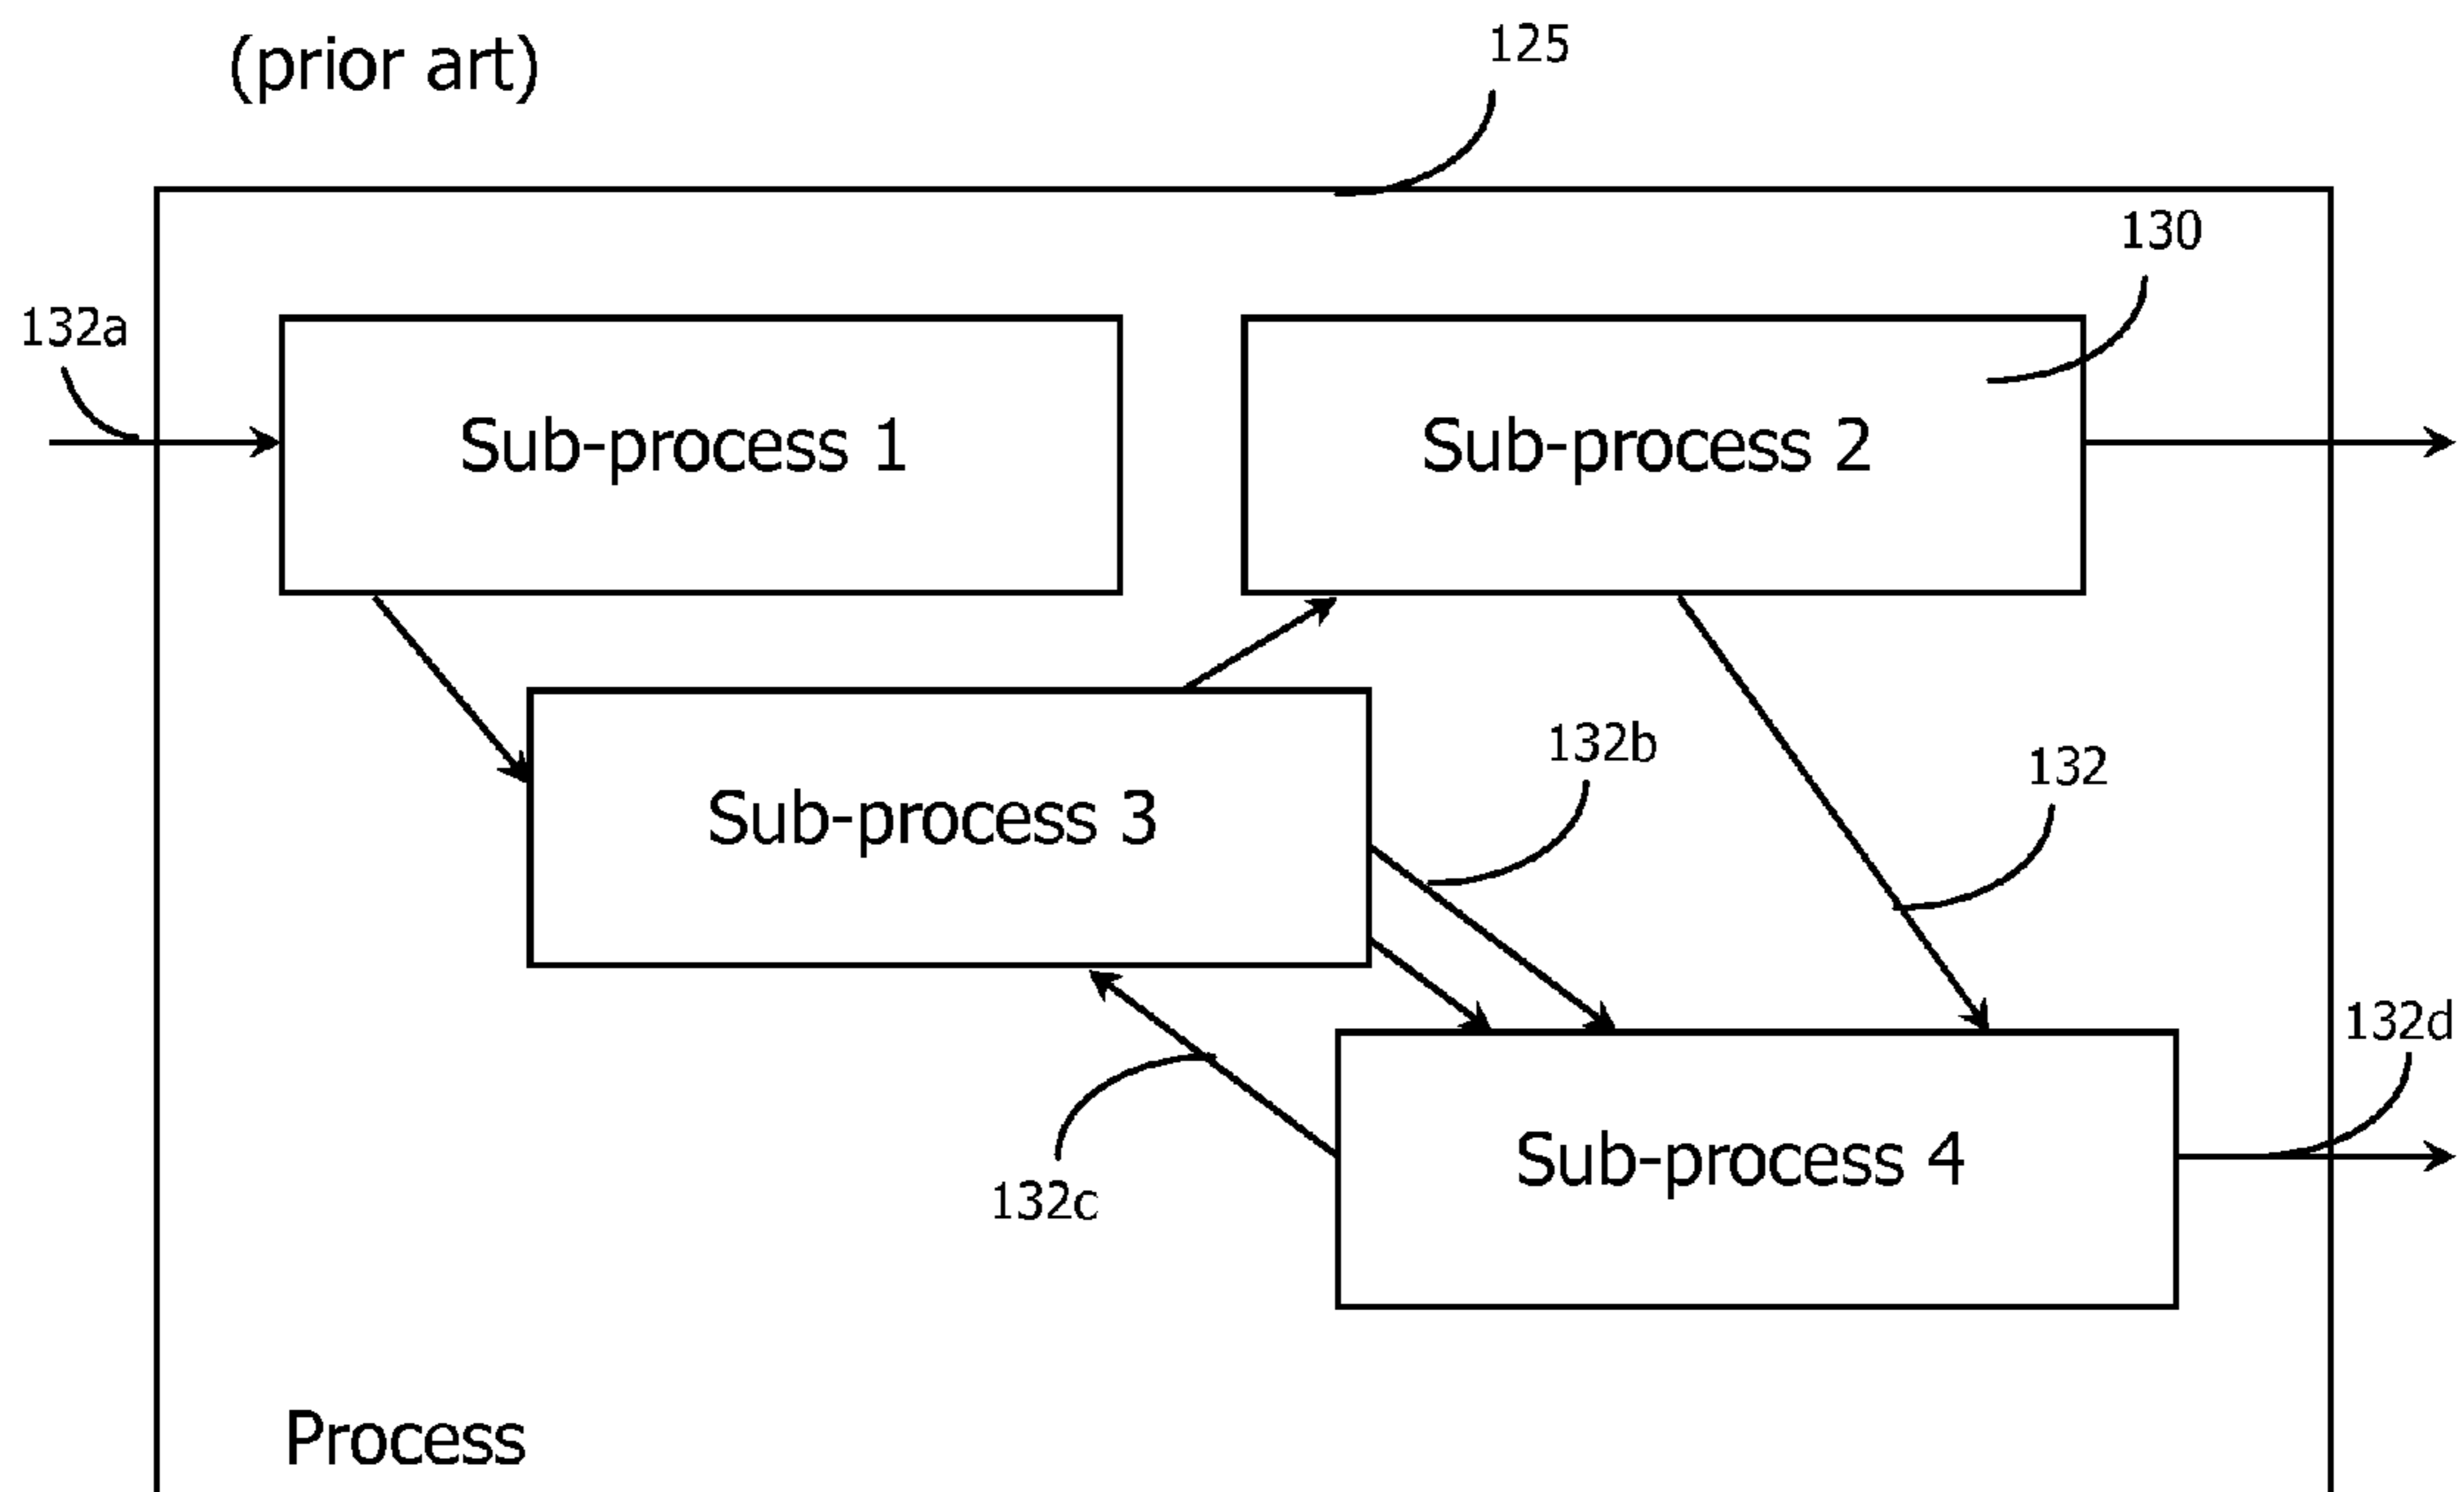 (prior art)
125
130
132a
Sub-process 1
Sub-process 2
132b
132
Sub-process 3
132d
Sub-process 4
132c
Process